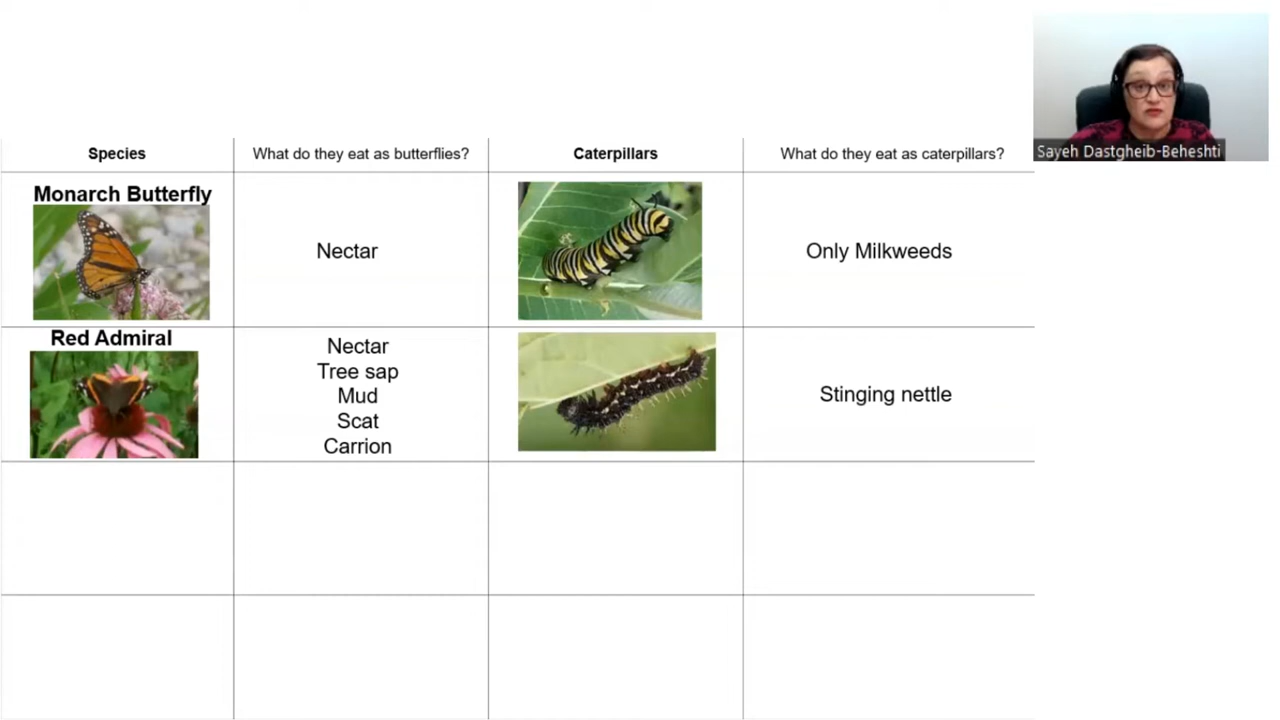 Species
What do they eat as butterflies?
Caterpillars
What do they eat as caterpillars?
Sayeh Dastgheib-Beheshti
Monarch Butterfly
Nectar
Only Milkweeds
Red Admiral
Nectar
Tree sap
Mud
Scat
Carrion
Stinging nettle